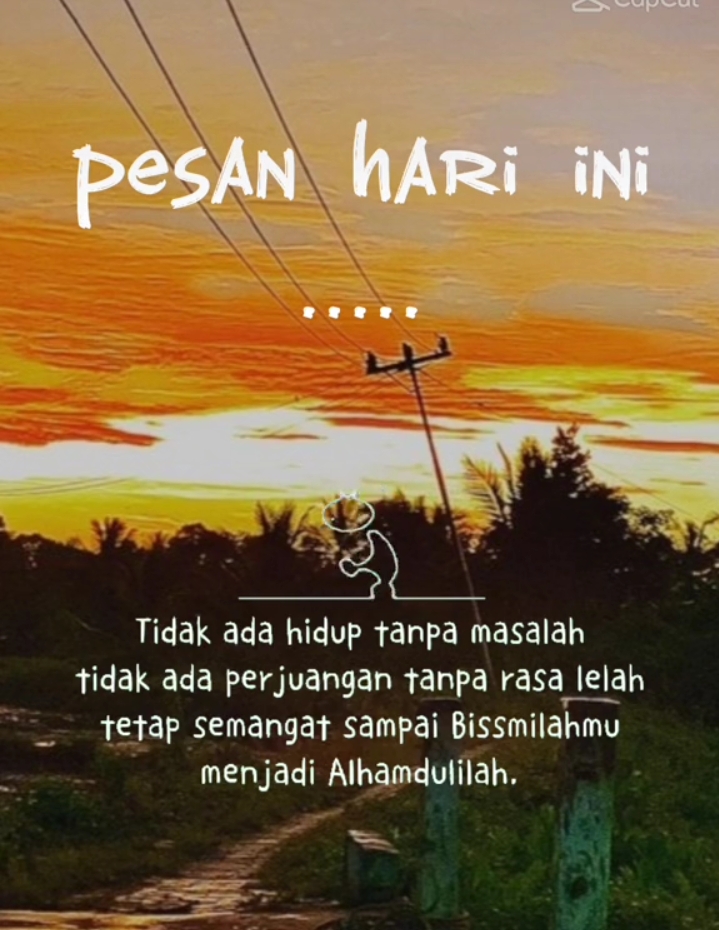 CapCut
pesan hari ini
.....
Tidak ada hidup tanpa masalah
tidak ada perjuangan tanpa rasa lelah
tetap semangat sampai Bissmilahmu
menjadi Alhamdulilah.